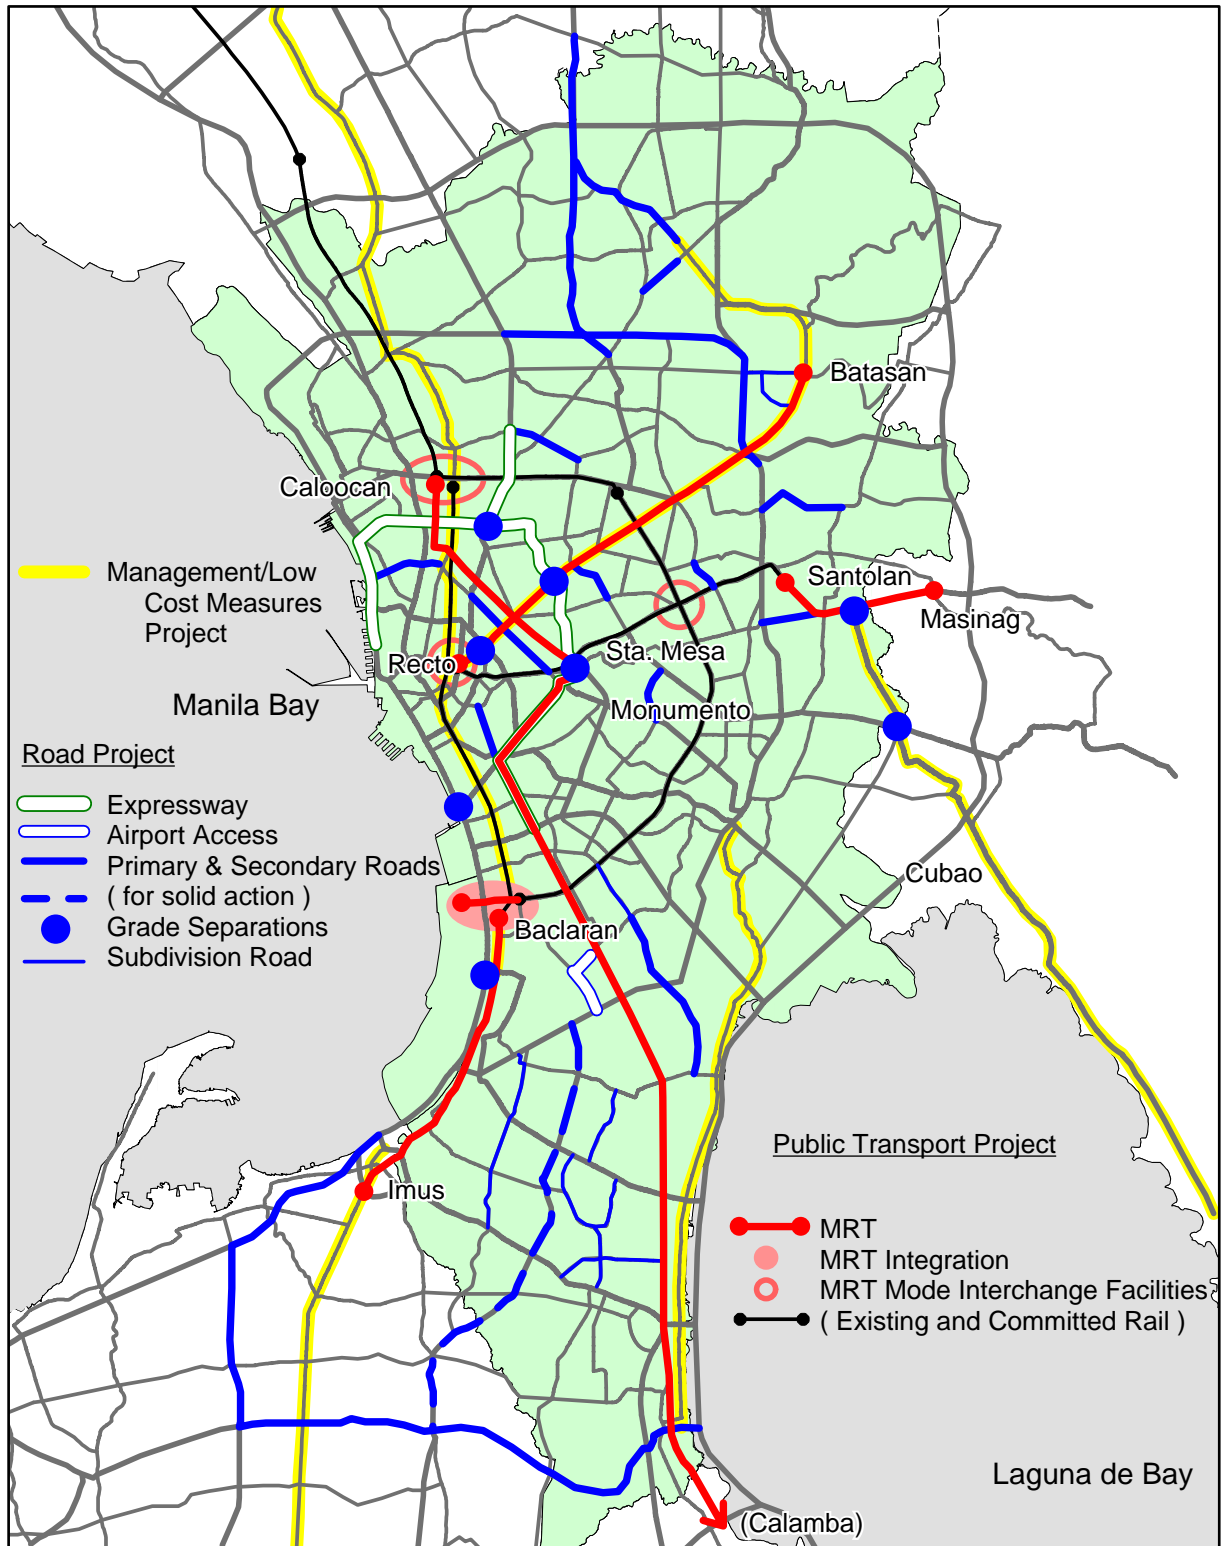 Batasan
Caloocan
Management/Low
Cost Measures
Project
Santolan
Masinag
Recto
Sta. Mesa
Manila Bay
Monumento
Road Project
Expressway
Airport Access
Primary & Secondary Roads
( for solid action )
Grade Separations
Subdivision Road
Cubao
Baclaran
Imus
Public Transport Project
MRT
MRT Integration
MRT Mode Interchange Facilities
( Existing and Committed Rail )
Laguna de Bay
(Calamba)